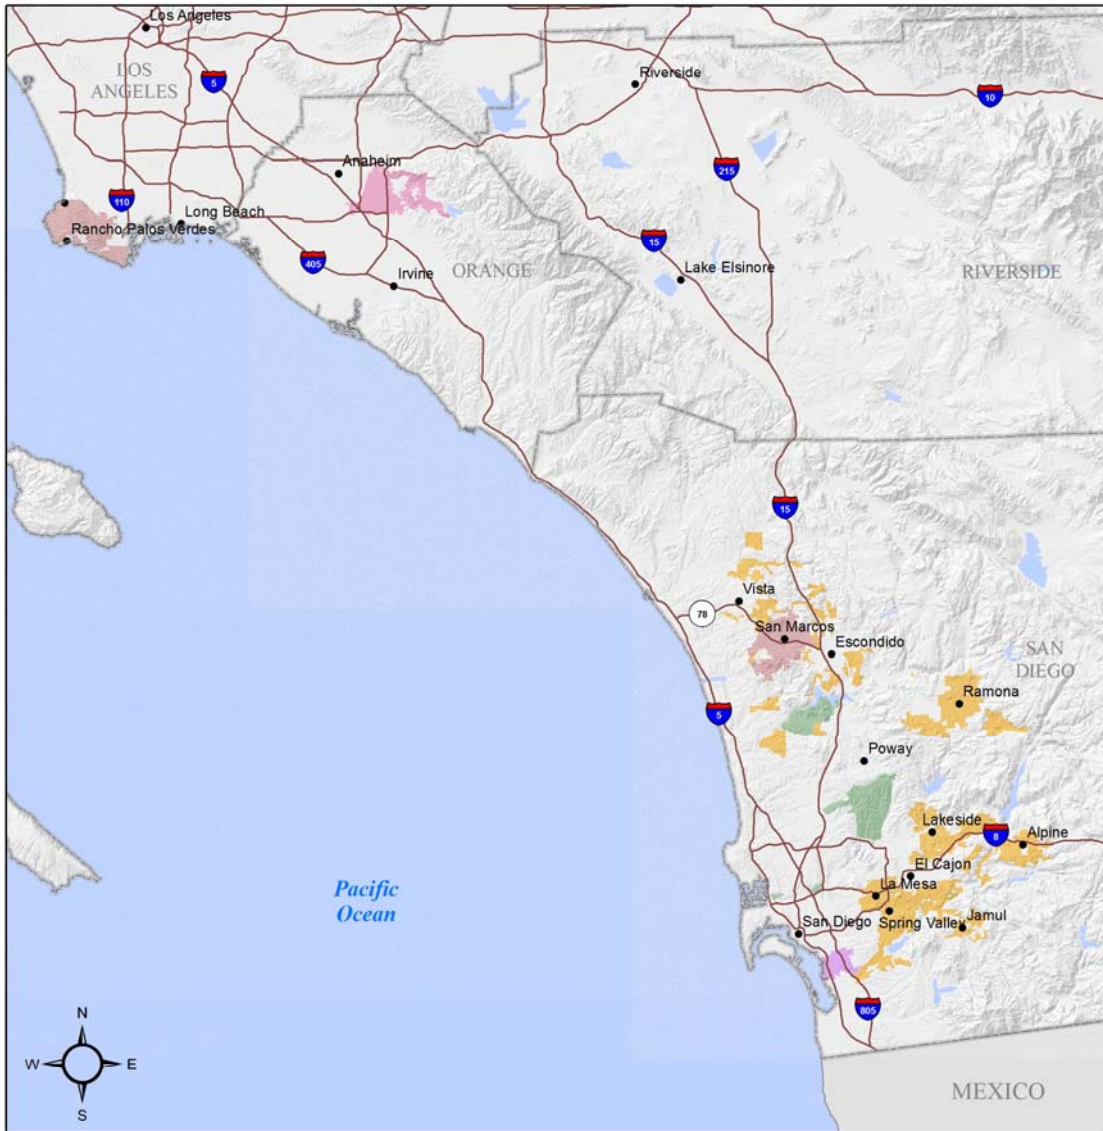 Los Angeles
LOS
ANGELES
5
Riverside
10
Anaheim
215
110
Long Beach
Rancho Palos Verdes
15
405
ORANGE
Irvine
Lake Elsinore
RIVERSIDE
15
Vista
78
San Marcos
Escondido
SAN
DIEGO
Ramona
5
Poway
Lakeside
8
Alpine
El Cajon
La Mesa
Pacific
Ocean
San Diego
Spring Valley
Jamul
805
N
W
E
S
MEXICO